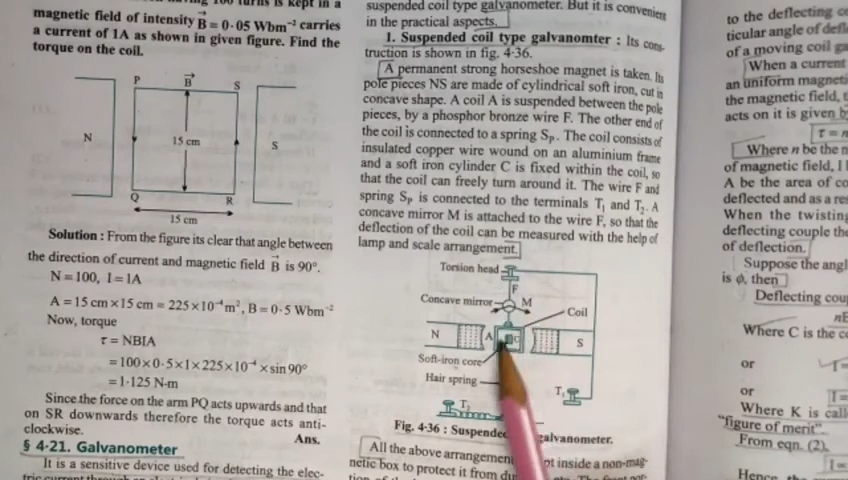 magnetic field of intensity B⃗ = 0·05 Wbm⁻² carries
a current of 1A as shown in given figure. Find the
torque on the coil.
P
B⃗
S
N
15 cm
S
Q
R
15 cm
Solution : From the figure its clear that angle between
the direction of current and magnetic field B⃗ is 90°.
N = 100, I = 1A
A = 15 cm × 15 cm = 225 × 10⁻⁴ m², B = 0·5 Wbm⁻²
Now, torque
τ = NBIA
= 100 × 0·5 × 1 × 225 × 10⁻⁴ × sin 90°
= 1·125 N-m
Since the force on the arm PQ acts upwards and that
on SR downwards therefore the torque acts anti-
clockwise.
Ans.
§ 4·21. Galvanometer
It is a sensitive device used for detecting the elec-
suspended coil type galvanometer. But it is convenient
in the practical aspects.
1. Suspended coil type galvanomter : Its cons-
truction is shown in fig. 4·36.
A permanent strong horseshoe magnet is taken. Its
pole pieces NS are made of cylindrical soft iron, cut in
concave shape. A coil A is suspended between the pole
pieces, by a phosphor bronze wire F. The other end of
the coil is connected to a spring Sₚ. The coil consists of
insulated copper wire wound on an aluminium frame
and a soft iron cylinder C is fixed within the coil, so
that the coil can freely turn around it. The wire F and
spring Sₚ is connected to the terminals T₁ and T₂. A
concave mirror M is attached to the wire F, so that the
deflection of the coil can be measured with the help of
lamp and scale arrangement.
Torsion head
F
Concave mirror
M
Coil
N
A
C
S
Soft-iron core
Hair spring
T₁
Fig. 4·36 : Suspended galvanometer.
All the above arrangement inside a non-mag-
netic box to protect it from
to the deflecting
ticular angle of
of a moving coil
When a current
an uniform
the magnetic field,
acts on it is given by
τ =
Where n be the
of magnetic field, I
A be the area of
deflected and as a
When the twisting
deflecting couple the
of deflection.
Suppose the
is φ, then
Deflecting
Where C is the
or
or
Where K is
"figure of merit".
From eqn. (2),
Hence